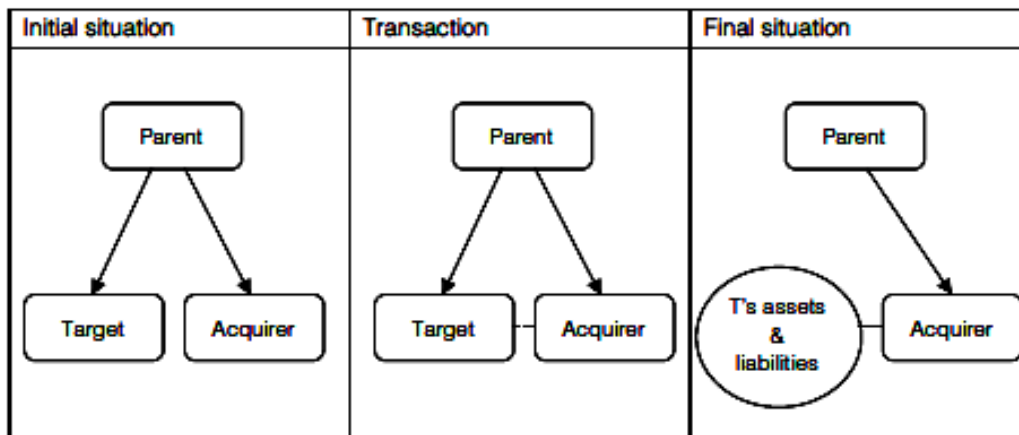 Initial situation
Transaction
Final situation
Parent
Parent
Parent
Target
Acquirer
Target
Acquirer
T's assets
&
liabilities
Acquirer